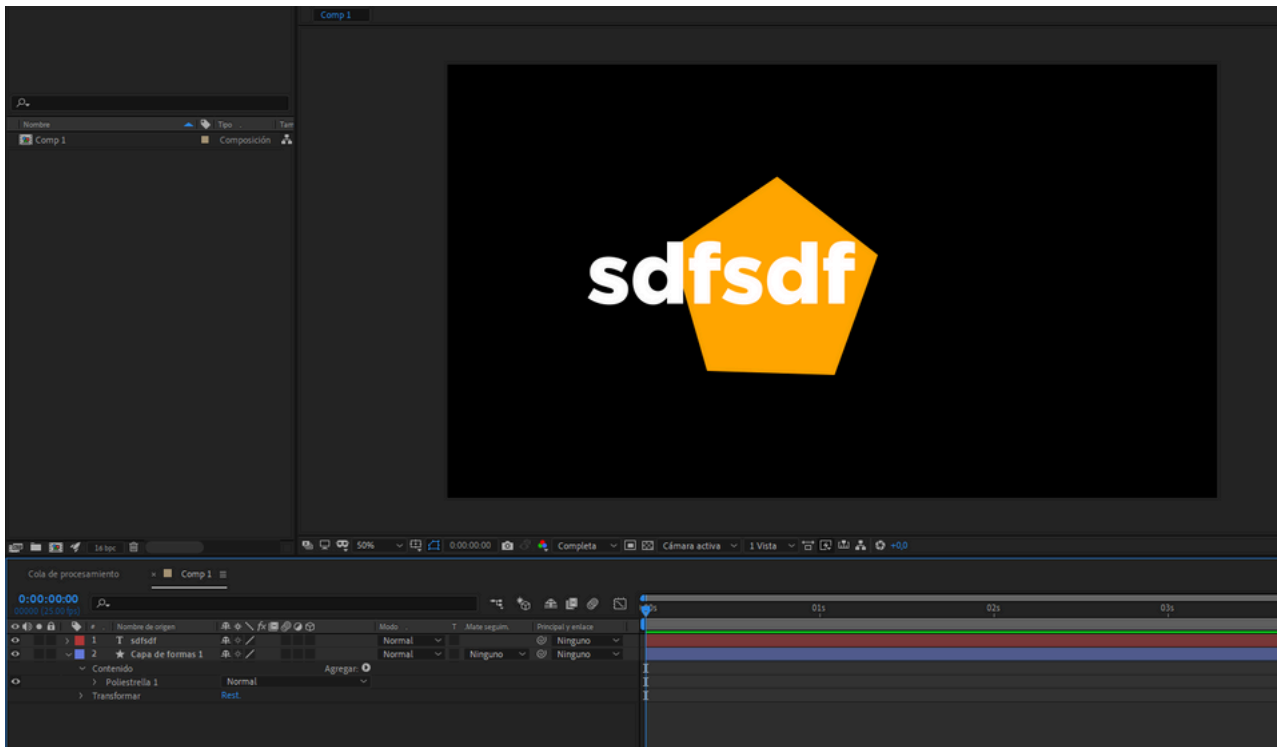 Comp 1
Nombre Tipo . Tam
Comp 1 Composición
sdfsdf
16 bpc
50% 0:00:00:00 Completa Cámara activa 1 Vista +0,0
Cola de procesamiento × Comp 1
0:00:00:00
00000 (25.00 fps)
01s 02s 03s
# . Nombre de origen Modo . T .Mate seguim. Principal y enlace
1 T sdfsdf Normal Ninguno
2 Capa de formas 1 Normal Ninguno Ninguno
Contenido Agregar:
Poliestrella 1 Normal
Transformar Rest.